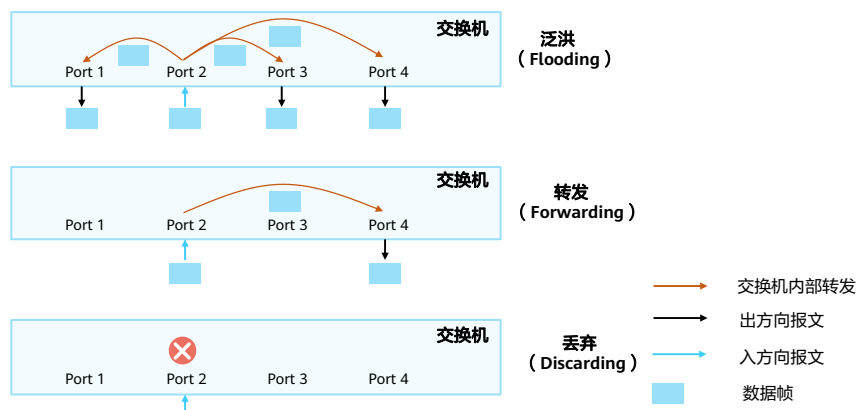 交换机
Port 1 Port 2 Port 3 Port 4
泛洪
（ Flooding ）
交换机
Port 1 Port 2 Port 3 Port 4
转发
（ Forwarding ）
交换机
Port 1 Port 2 Port 3 Port 4
丢弃
（ Discarding ）
交换机内部转发
出方向报文
入方向报文
数据帧